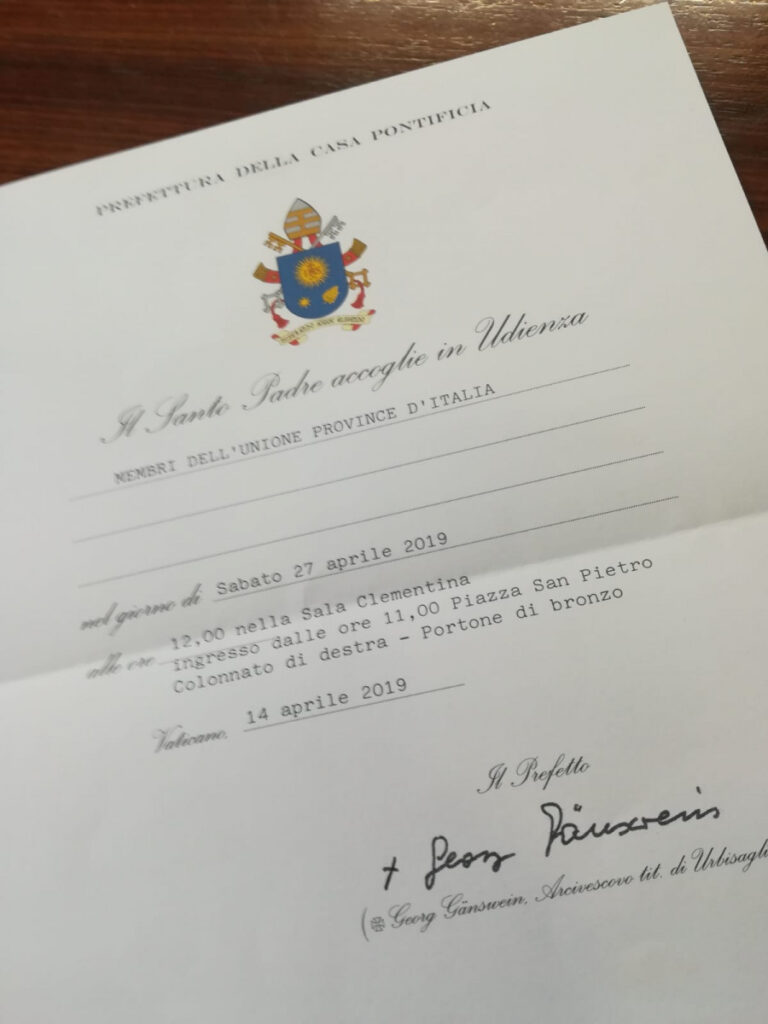 PREFETTURA DELLA CASA PONTIFICIA
Il Santo Padre accoglie in Udienza
MEMBRI DELL'UNIONE PROVINCE D'ITALIA
nel giorno di Sabato 27 aprile 2019
alle ore 12,00 nella Sala Clementina
ingresso dalle ore 11,00 Piazza San Pietro
Colonnato di destra - Portone di bronzo
Vaticano, 14 aprile 2019
Il Prefetto
+ Georg Gänswein
(Georg Gänswein, Arcivescovo tit. di